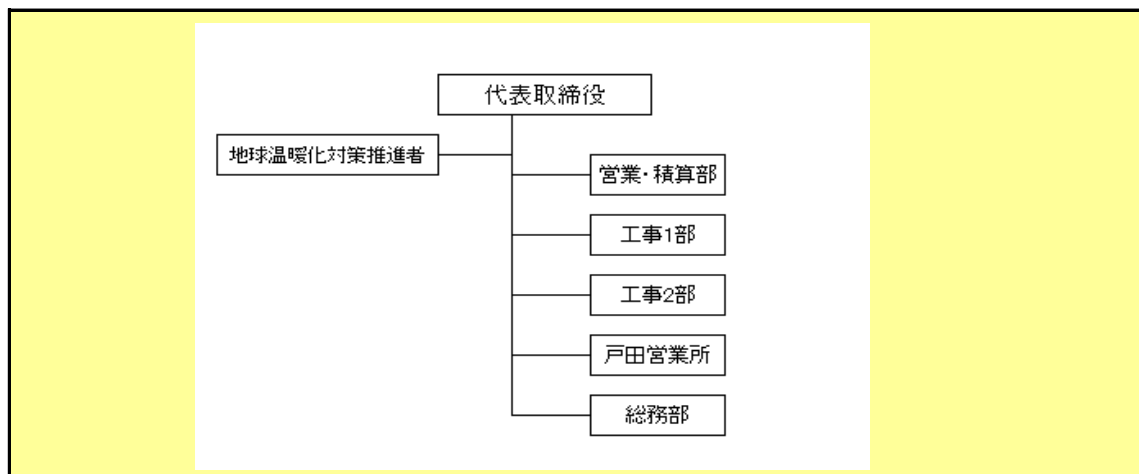 代表取締役
地球温暖化対策推進者
営業・積算部
工事1部
工事2部
戸田営業所
総務部